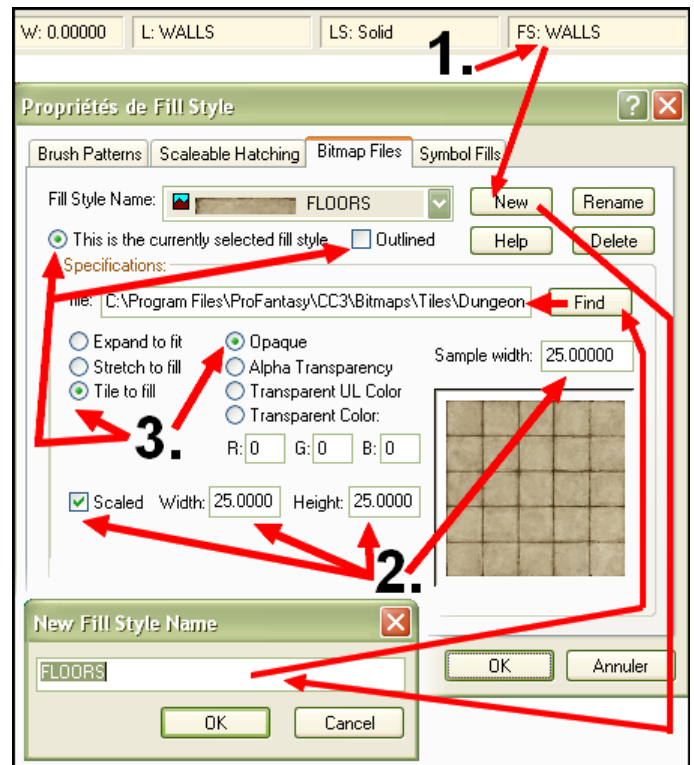 W: 0.00000 L: WALLS LS: Solid FS: WALLS
1.
Propriétés de Fill Style
Brush Patterns Scaleable Hatching Bitmap Files Symbol Fills
Fill Style Name: FLOORS New Rename
This is the currently selected fill style Outlined Help Delete
Specifications:
File: C:\Program Files\ProFantasy\CC3\Bitmaps\Tiles\Dungeon Find
Expand to fit Opaque
Stretch to fill Alpha Transparency Sample width: 25.00000
Tile to fill Transparent UL Color
Transparent Color:
3.
R: 0 G: 0 B: 0
Scaled Width: 25.0000 Height: 25.0000
2.
New Fill Style Name
FLOORS
OK Annuler
OK Cancel